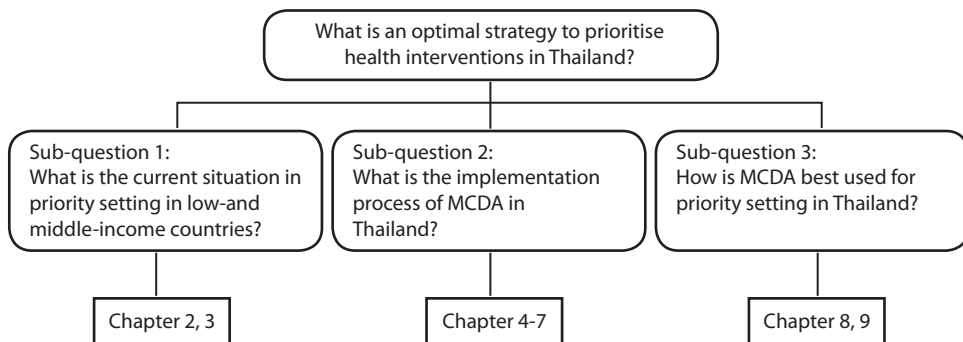 What is an optimal strategy to prioritise
health interventions in Thailand?
Sub-question 1:
What is the current situation in
priority setting in low-and
middle-income countries?
Sub-question 2:
What is the implementation
process of MCDA in
Thailand?
Sub-question 3:
How is MCDA best used for
priority setting in Thailand?
Chapter 2, 3
Chapter 4-7
Chapter 8, 9